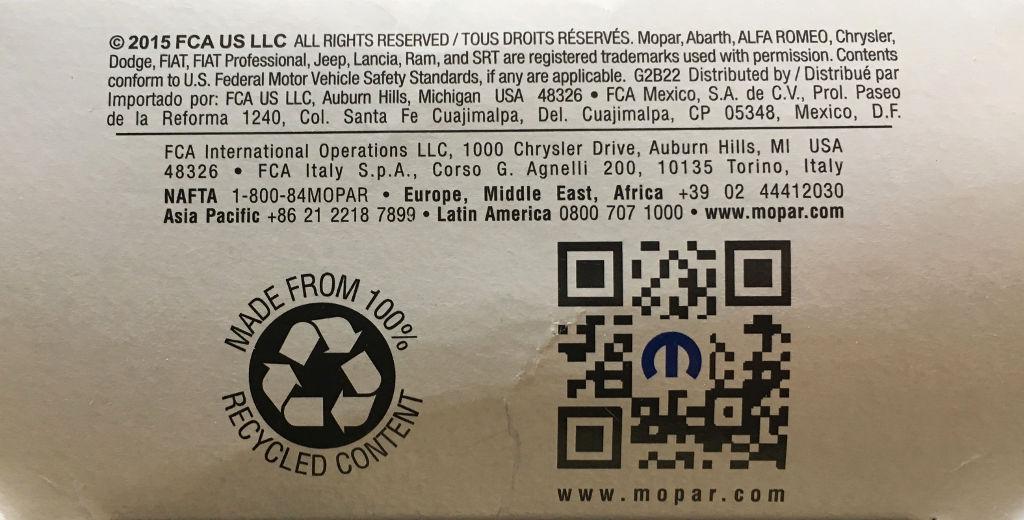 © 2015 FCA US LLC ALL RIGHTS RESERVED / TOUS DROITS RÉSERVÉS. Mopar, Abarth, ALFA ROMEO, Chrysler,
Dodge, FIAT, FIAT Professional, Jeep, Lancia, Ram, and SRT are registered trademarks used with permission. Contents
conform to U.S. Federal Motor Vehicle Safety Standards, if any are applicable. G2B22 Distributed by / Distribué par
Importado por: FCA US LLC, Auburn Hills, Michigan USA 48326 • FCA Mexico, S.A. de C.V., Prol. Paseo
de la Reforma 1240, Col. Santa Fe Cuajimalpa, Del. Cuajimalpa, CP 05348, Mexico, D.F.
FCA International Operations LLC, 1000 Chrysler Drive, Auburn Hills, MI USA
48326 • FCA Italy S.p.A., Corso G. Agnelli 200, 10135 Torino, Italy
NAFTA 1-800-84MOPAR • Europe, Middle East, Africa +39 02 44412030
Asia Pacific +86 21 2218 7899 • Latin America 0800 707 1000 • www.mopar.com
MADE FROM 100%
RECYCLED CONTENT
www.mopar.com